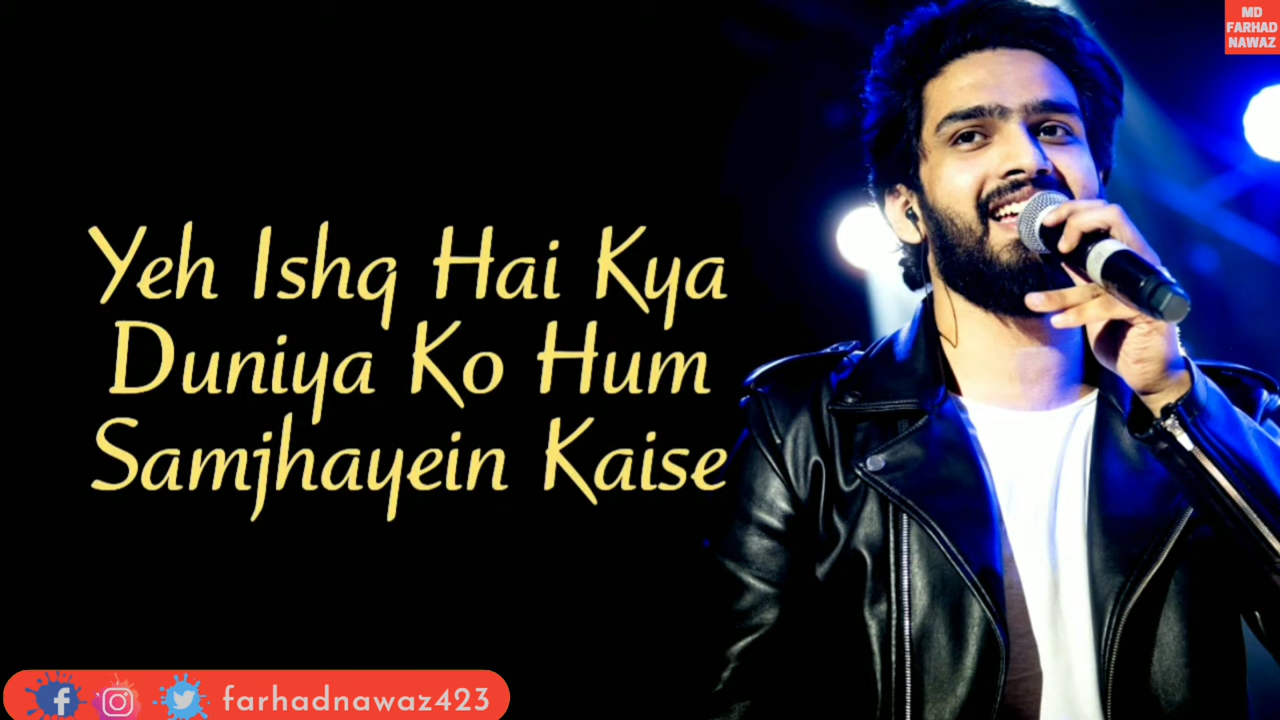 MD
FARHAD
NAWAZ
Yeh Ishq Hai Kya
Duniya Ko Hum
Samjhayein Kaise
farhadnawaz423